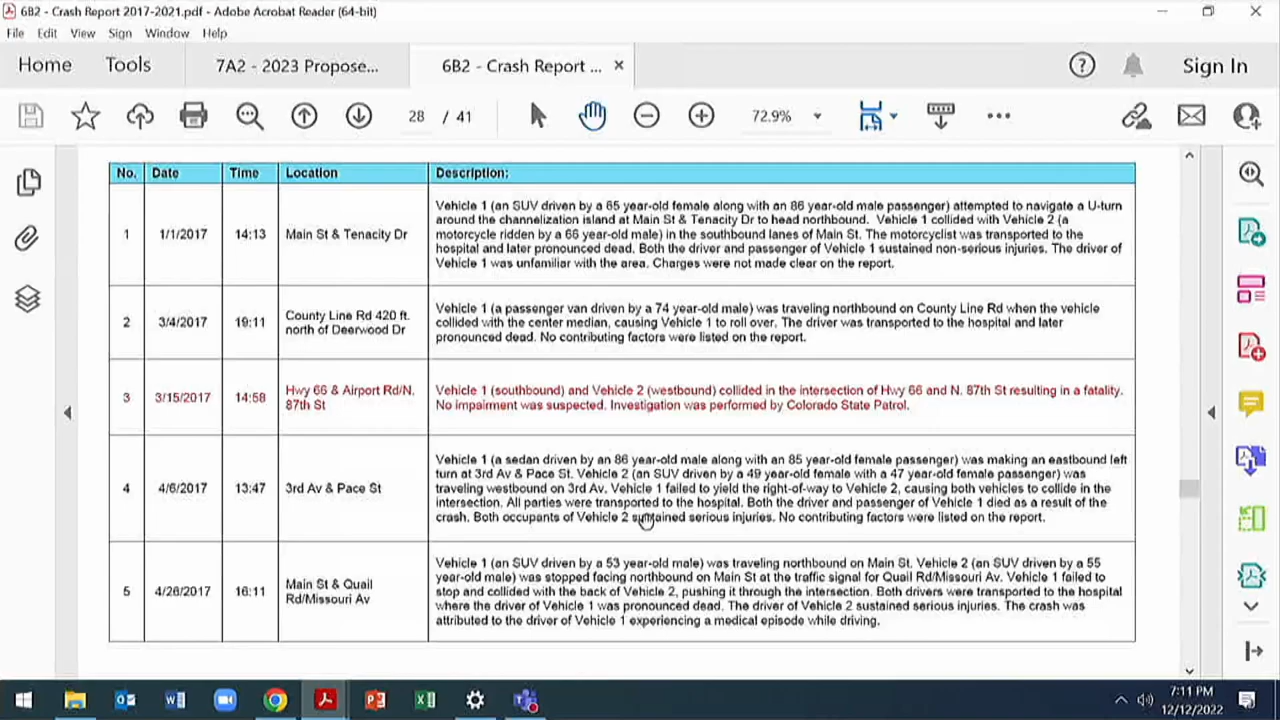 6B2 - Crash Report 2017-2021.pdf - Adobe Acrobat Reader (64-bit)
File Edit View Sign Window Help
Home Tools 7A2 - 2023 Propose... 6B2 - Crash Report ... × Sign In
28 / 41 72.9%
No. Date Time Location Description:
Vehicle 1 (an SUV driven by a 65 year-old female along with an 86 year-old male passenger) attempted to navigate a U-turn
around the channelization island at Main St & Tenacity Dr to head northbound. Vehicle 1 collided with Vehicle 2 (a
1 1/1/2017 14:13 Main St & Tenacity Dr motorcycle ridden by a 66 year-old male) in the southbound lanes of Main St. The motorcyclist was transported to the
hospital and later pronounced dead. Both the driver and passenger of Vehicle 1 sustained non-serious injuries. The driver of
Vehicle 1 was unfamiliar with the area. Charges were not made clear on the report.
2 3/4/2017 19:11 County Line Rd 420 ft.
north of Deerwood Dr
Vehicle 1 (a passenger van driven by a 74 year-old male) was traveling northbound on County Line Rd when the vehicle
collided with the center median, causing Vehicle 1 to roll over. The driver was transported to the hospital and later
pronounced dead. No contributing factors were listed on the report.
3 3/15/2017 14:58 Hwy 66 & Airport Rd/N.
87th St
Vehicle 1 (southbound) and Vehicle 2 (westbound) collided in the intersection of Hwy 66 and N. 87th St resulting in a fatality.
No impairment was suspected. Investigation was performed by Colorado State Patrol.
Vehicle 1 (a sedan driven by an 86 year-old male along with an 85 year-old female passenger) was making an eastbound left
turn at 3rd Av & Pace St. Vehicle 2 (an SUV driven by a 49 year-old female with a 47 year-old female passenger) was
4 4/6/2017 13:47 3rd Av & Pace St traveling westbound on 3rd Av. Vehicle 1 failed to yield the right-of-way to Vehicle 2, causing both vehicles to collide in the
intersection. All parties were transported to the hospital. Both the driver and passenger of Vehicle 1 died as a result of the
crash. Both occupants of Vehicle 2 sustained serious injuries. No contributing factors were listed on the report.
5 4/26/2017 16:11 Main St & Quail
Rd/Missouri Av
Vehicle 1 (an SUV driven by a 53 year-old male) was traveling northbound on Main St. Vehicle 2 (an SUV driven by a 55
year-old male) was stopped facing northbound on Main St at the traffic signal for Quail Rd/Missouri Av. Vehicle 1 failed to
stop and collided with the back of Vehicle 2, pushing it through the intersection. Both drivers were transported to the hospital
where the driver of Vehicle 1 was pronounced dead. The driver of Vehicle 2 sustained serious injuries. The crash was
attributed to the driver of Vehicle 1 experiencing a medical episode while driving.
7:11 PM
12/12/2022